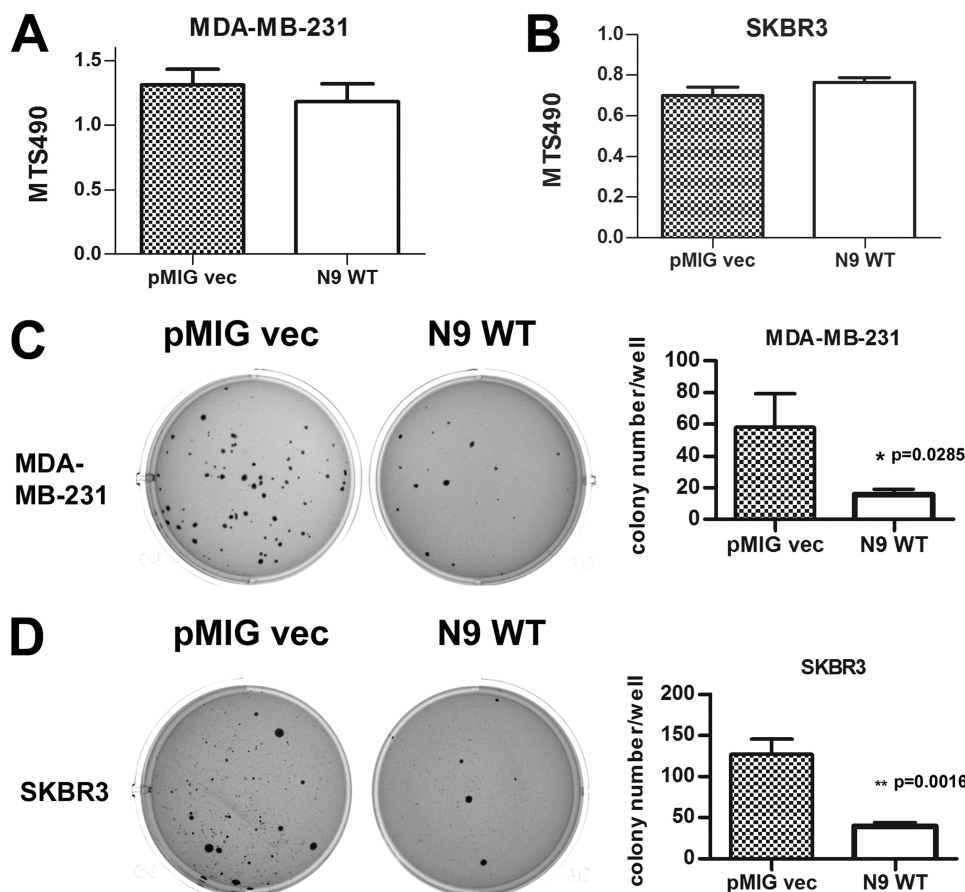 A
MDA-MB-231
MTS490
1.5
1.0
0.5
0.0
pMIG vec
N9 WT
B
SKBR3
MTS490
1.0
0.8
0.6
0.4
0.2
0.0
pMIG vec
N9 WT
C
pMIG vec
N9 WT
MDA-
MB-231
MDA-MB-231
colony number/well
100
80
60
40
20
0
* p=0.0285
pMIG vec
N9 WT
D
pMIG vec
N9 WT
SKBR3
SKBR3
colony number/well
200
150
100
50
0
** p=0.0016
pMIG vec
N9 WT